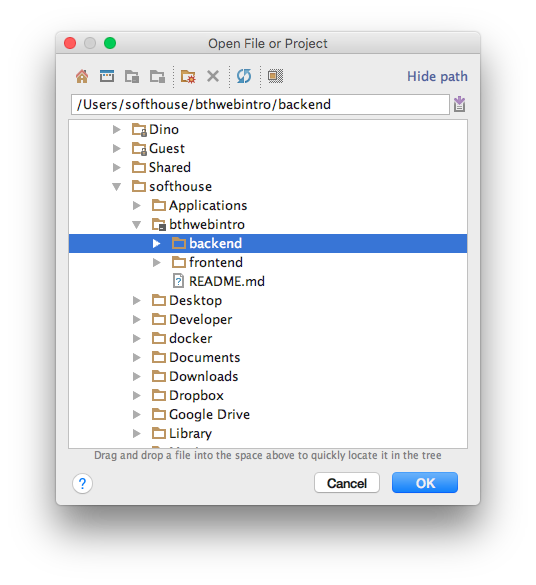 Open File or Project
Hide path
/Users/softhouse/bthwebintro/backend
Dino
Guest
Shared
softhouse
Applications
bthwebintro
backend
frontend
README.md
Desktop
Developer
docker
Documents
Downloads
Dropbox
Google Drive
Library
Drag and drop a file into the space above to quickly locate it in the tree
?
Cancel
OK